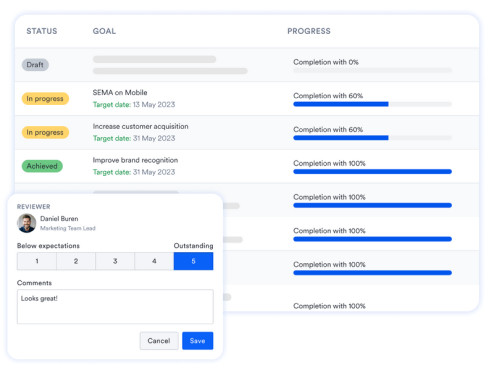 STATUS GOAL PROGRESS
Draft Completion with 0%
In progress SEMA on Mobile Completion with 60%
Target date: 13 May 2023
In progress Increase customer acquisition Completion with 60%
Target date: 31 May 2023
Achieved Improve brand recognition Completion with 100%
Target date: 31 May 2023
Completion with 100%
Completion with 100%
Completion with 100%
Completion with 100%
REVIEWER
Daniel Buren
Marketing Team Lead
Below expectations Outstanding
1 2 3 4 5
Comments
Looks great!
Cancel Save